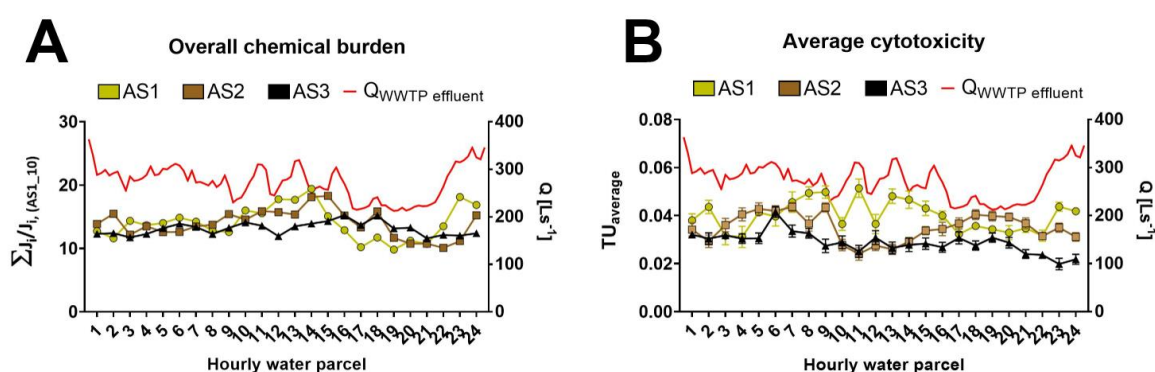 A
Overall chemical burden
AS1 AS2 AS3 QWWTP effluent
ΣJi/Ji, (AS1_10)
30
20
10
0
400
300
200
100
0
Q [Ls-1]
1 2 3 4 5 6 7 8 9 10 11 12 13 14 15 16 17 18 19 20 21 22 23 24
Hourly water parcel
B
Average cytotoxicity
AS1 AS2 AS3 QWWTP effluent
TUaverage
0.08
0.06
0.04
0.02
0.00
400
300
200
100
0
Q [Ls-1]
1 2 3 4 5 6 7 8 9 10 11 12 13 14 15 16 17 18 19 20 21 22 23 24
Hourly water parcel